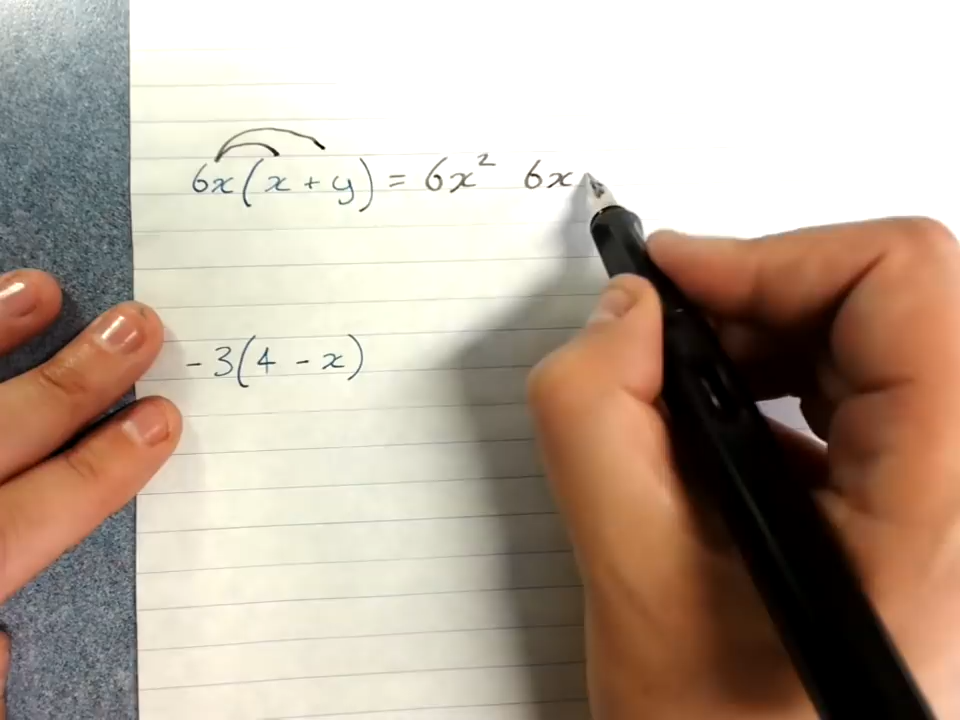 6x(x + y) = 6x² 6x
-3(4 - x)